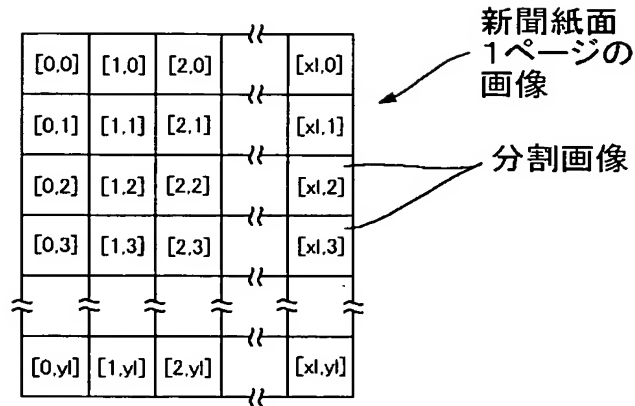 新聞紙面
1ページの
画像
[0,0] [1,0] [2,0] [xl,0]
[0,1] [1,1] [2,1] [xl,1]
分割画像
[0,2] [1,2] [2,2] [xl,2]
[0,3] [1,3] [2,3] [xl,3]
[0,yl] [1,yl] [2,yl] [xl,yl]